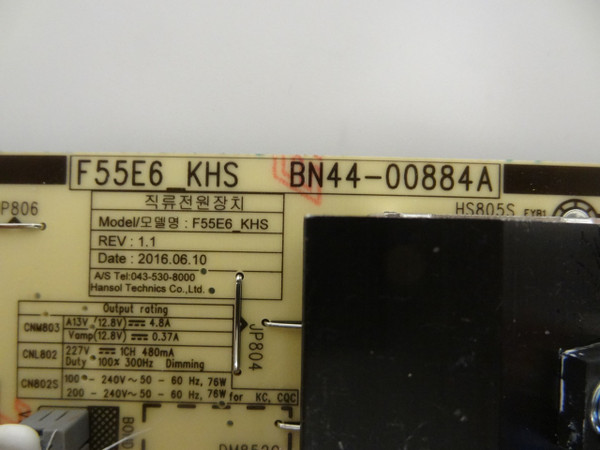 F55E6_KHS BN44-00884A
P806
직류전원장치
Model/모델명 : F55E6_KHS
REV : 1.1
Date : 2016.06.10
A/S Tel:043-530-8000
Hansol Technics Co.,Ltd.
HS805S FYB1
Output rating
CNM803 A13V (12.8V) ⎓ 4.8A
Vamp(12.8V) ⎓ 0.37A
CNL802 227V ⎓ 1CH 480mA
Duty 100% 300Hz Dimming
CN802S 100 - 240V~50 - 60 Hz, 76W
200 - 240V~50 - 60 Hz, 76W for KC, CQC
JP804